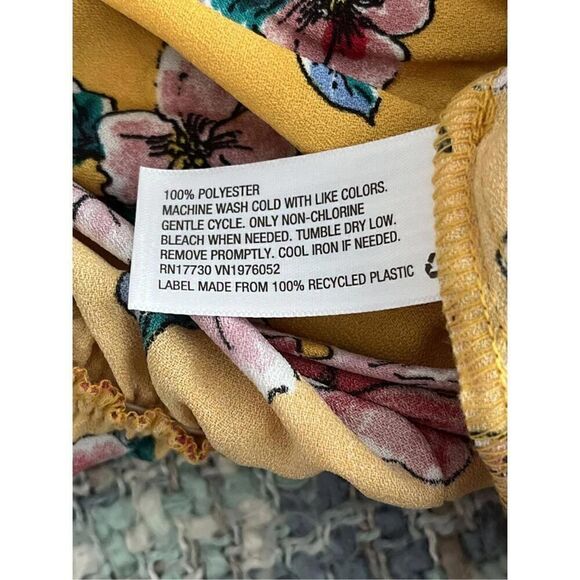 100% POLYESTER
MACHINE WASH COLD WITH LIKE COLORS.
GENTLE CYCLE. ONLY NON-CHLORINE
BLEACH WHEN NEEDED. TUMBLE DRY LOW.
REMOVE PROMPTLY. COOL IRON IF NEEDED.
RN17730 VN1976052
LABEL MADE FROM 100% RECYCLED PLASTIC